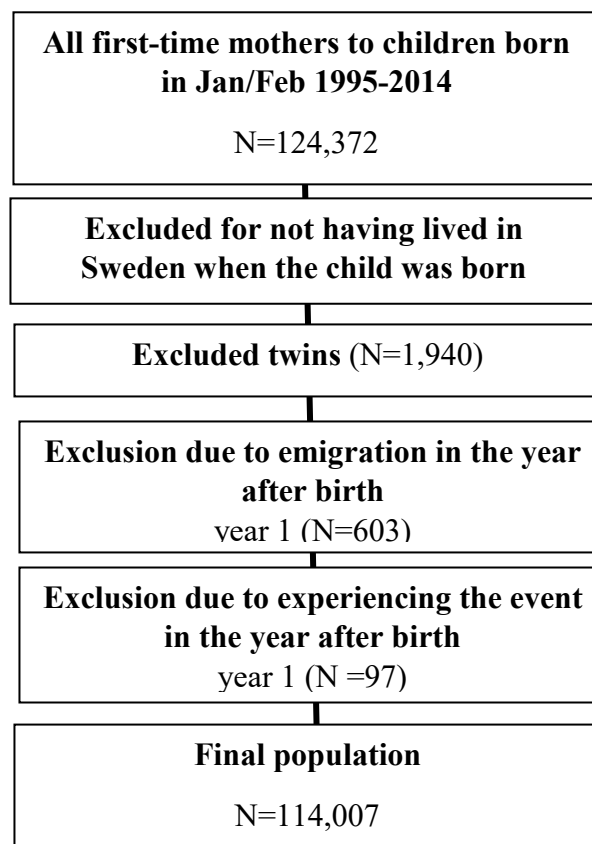 All first-time mothers to children born
in Jan/Feb 1995-2014
N=124,372
Excluded for not having lived in
Sweden when the child was born
Excluded twins (N=1,940)
Exclusion due to emigration in the year
after birth
year 1 (N=603)
Exclusion due to experiencing the event
in the year after birth
year 1 (N =97)
Final population
N=114,007